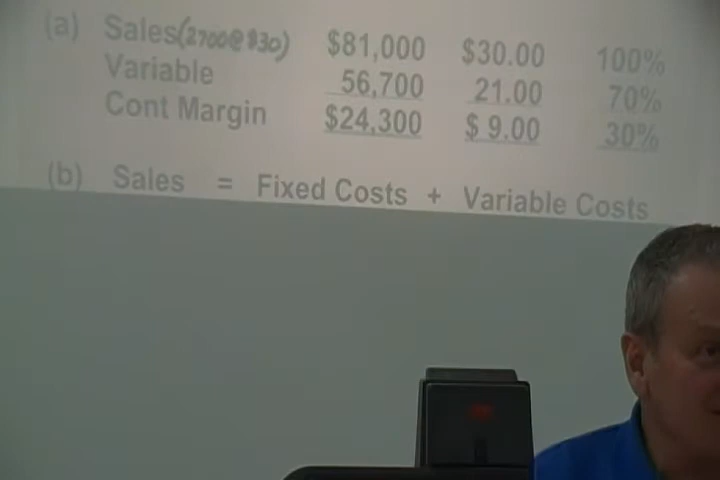 (a) Sales(2700@$30) $81,000 $30.00 100%
Variable 56,700 21.00 70%
Cont Margin $24,300 $ 9.00 30%
(b) Sales = Fixed Costs + Variable Costs